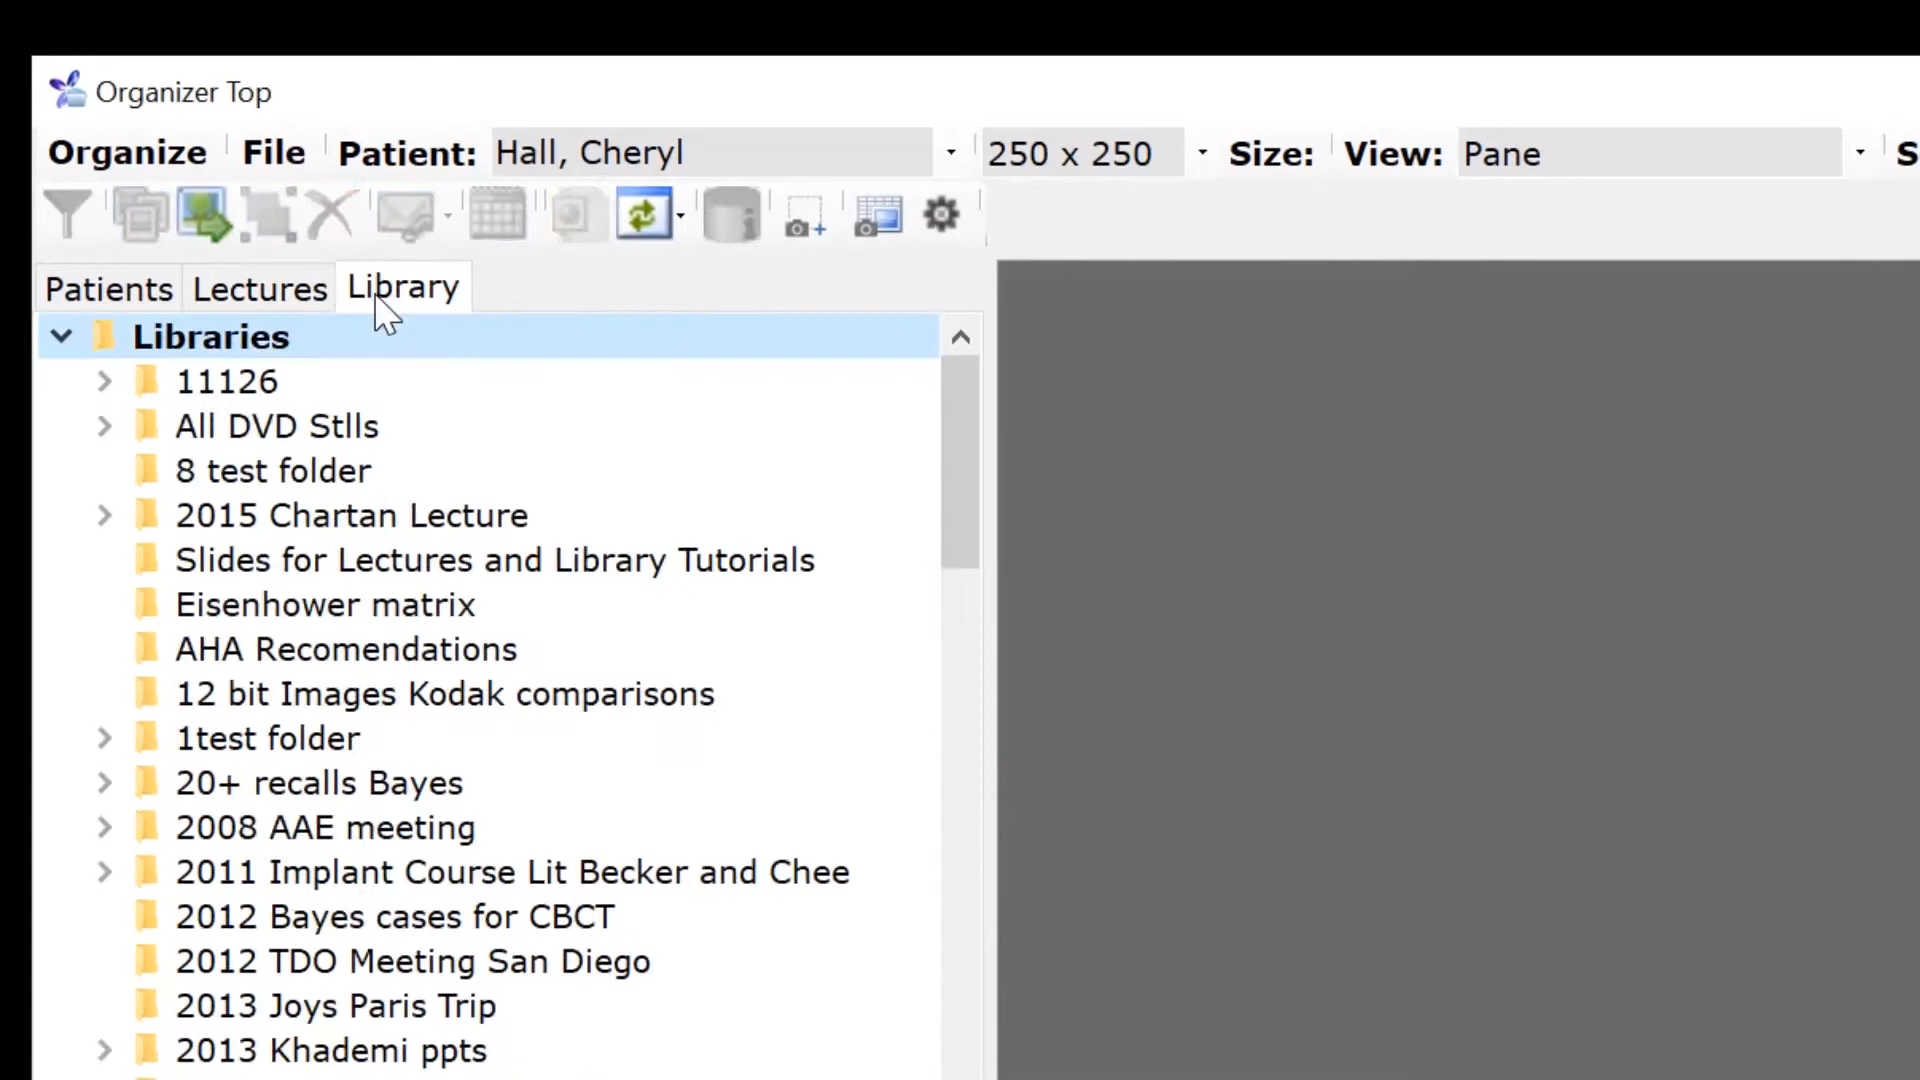 Organizer Top
Organize File Patient: Hall, Cheryl 250 x 250 Size: View: Pane S
Patients Lectures Library
Libraries
11126
All DVD Stlls
8 test folder
2015 Chartan Lecture
Slides for Lectures and Library Tutorials
Eisenhower matrix
AHA Recomendations
12 bit Images Kodak comparisons
1test folder
20+ recalls Bayes
2008 AAE meeting
2011 Implant Course Lit Becker and Chee
2012 Bayes cases for CBCT
2012 TDO Meeting San Diego
2013 Joys Paris Trip
2013 Khademi ppts